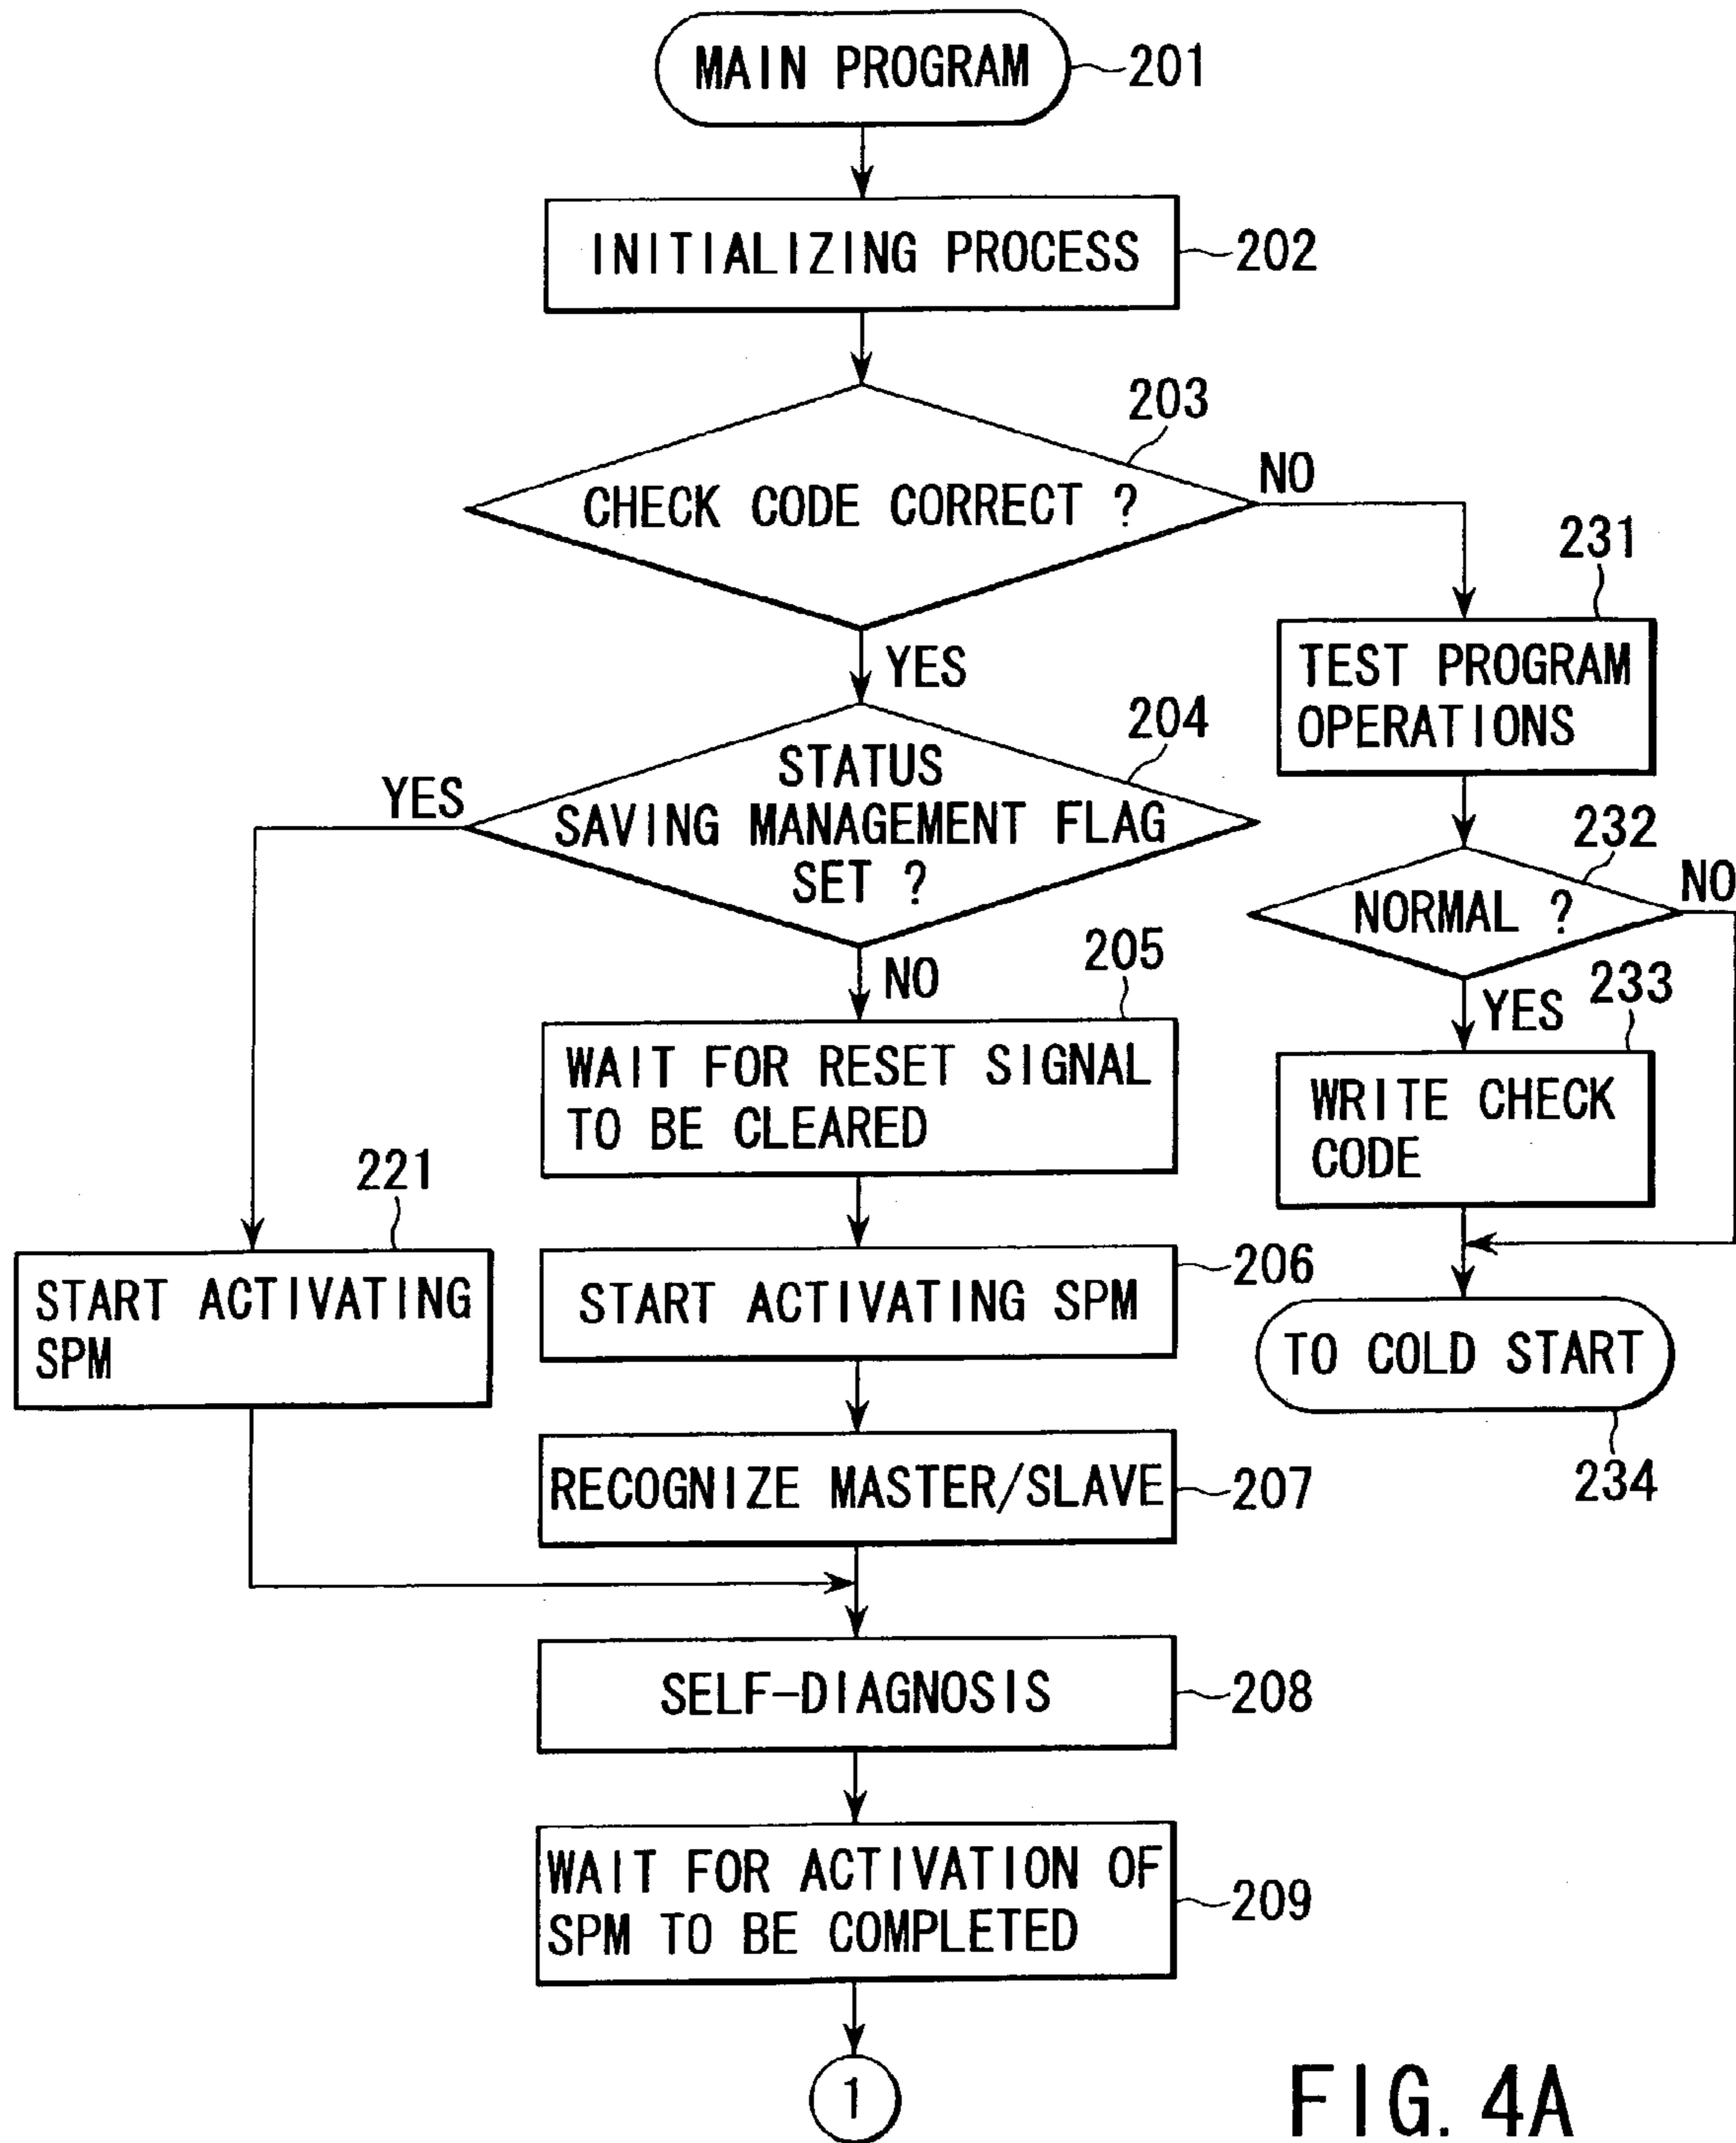 MAIN PROGRAM
201
INITIALIZING PROCESS
202
203
CHECK CODE CORRECT ?
NO
YES
231
TEST PROGRAM
OPERATIONS
204
STATUS
SAVING MANAGEMENT FLAG
SET ?
YES
NO
232
NORMAL ?
NO
YES
205
WAIT FOR RESET SIGNAL
TO BE CLEARED
233
WRITE CHECK
CODE
221
START ACTIVATING
SPM
START ACTIVATING SPM
206
TO COLD START
234
RECOGNIZE MASTER/SLAVE
207
SELF-DIAGNOSIS
208
WAIT FOR ACTIVATION OF
SPM TO BE COMPLETED
209
1
FIG. 4A